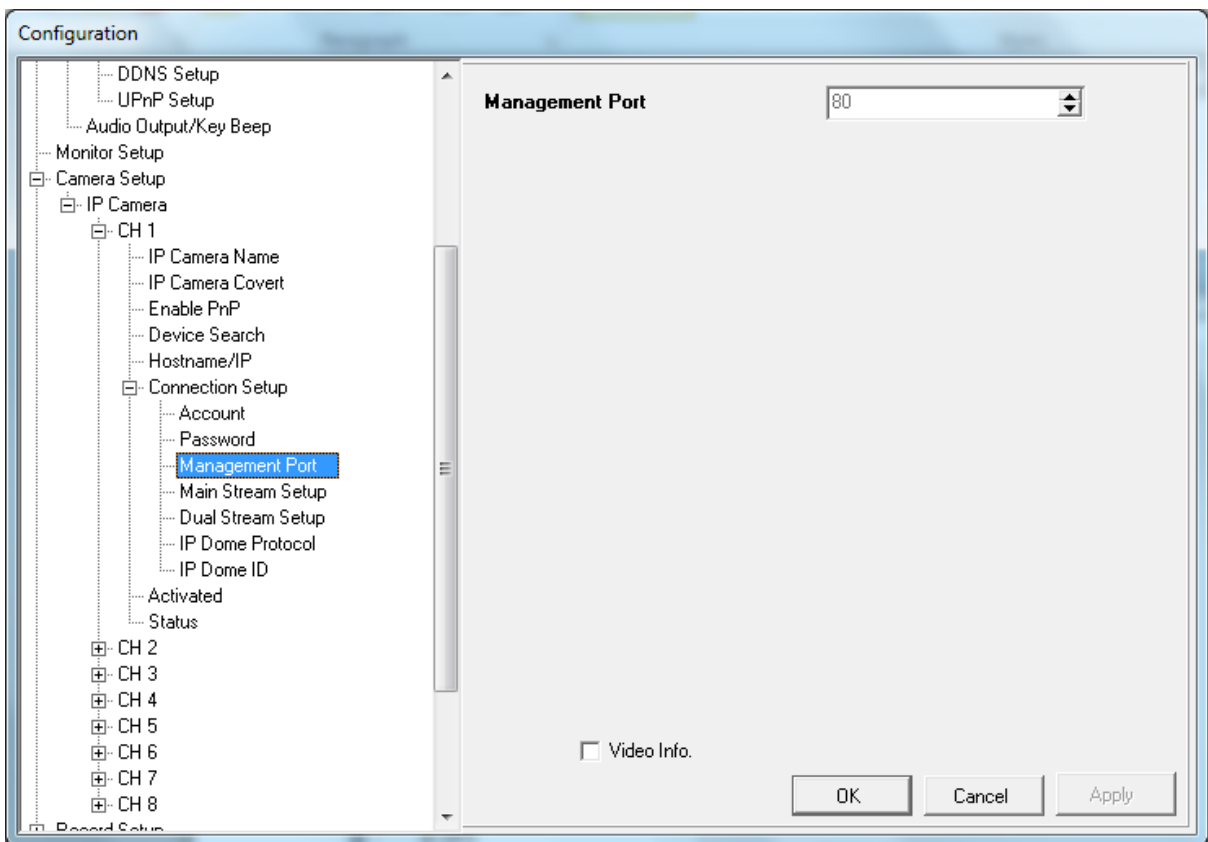 Configuration
DDNS Setup
UPnP Setup
Audio Output/Key Beep
Monitor Setup
Camera Setup
IP Camera
CH 1
IP Camera Name
IP Camera Covert
Enable PnP
Device Search
Hostname/IP
Connection Setup
Account
Password
Management Port
Main Stream Setup
Dual Stream Setup
IP Dome Protocol
IP Dome ID
Activated
Status
CH 2
CH 3
CH 4
CH 5
CH 6
CH 7
CH 8
Record Setup
Management Port 80
Video Info.
OK Cancel Apply